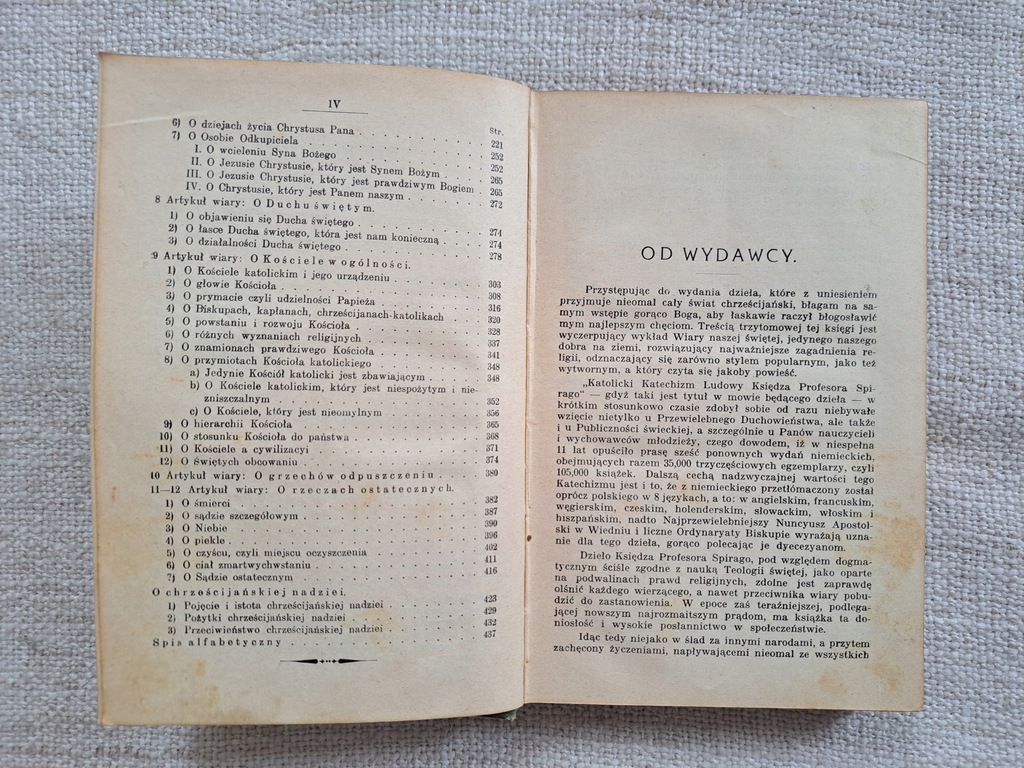 IV
Str.
6) O dziejach życia Chrystusa Pana . . . . . . . . . 221
7) O Osobie Odkupiciela . . . . . . . . . . . . 252
I. O wcieleniu Syna Bożego . . . . . . . . . . 252
II. O Jezusie Chrystusie, który jest Synem Bożym . . . . 265
III. O Jezusie Chrystusie, który jest prawdziwym Bogiem . 265
IV. O Chrystusie, który jest Panem naszym . . . . . . 272
8 Artykuł wiary: O Duchu świętym.
1) O objawieniu się Ducha świętego . . . . . . . . 274
2) O łasce Ducha świętego, która jest nam konieczną . . . 274
3) O działalności Ducha świętego . . . . . . . . . 278
9 Artykuł wiary: O Kościele w ogólności.
1) O Kościele katolickim i jego urządzeniu . . . . . . 303
2) O głowie Kościoła . . . . . . . . . . . . . 308
3) O prymacie czyli udzielności Papieża . . . . . . . 316
4) O Biskupach, kapłanach, chrześcijanach-katolikach . . . 320
5) O powstaniu i rozwoju Kościoła . . . . . . . . . 328
6) O różnych wyznaniach religijnych . . . . . . . . 337
7) O znamionach prawdziwego Kościoła . . . . . . . 341
8) O przymiotach Kościoła katolickiego . . . . . . . 348
a) Jedynie Kościół katolicki jest zbawiającym . . . . . 348
b) O Kościele katolickim, który jest niespożytym i nie-
zniszczalnym . . . . . . . . . . . . . 352
c) O Kościele, który jest nieomylnym . . . . . . . 356
9) O hierarchii Kościoła . . . . . . . . . . . . 365
10) O stosunku Kościoła do państwa . . . . . . . . . 368
11) O Kościele a cywilizacyi . . . . . . . . . . . 371
12) O Świętych obcowaniu . . . . . . . . . . . . 374
10 Artykuł wiary: O grzechów odpuszczeniu . . . . . 380
11—12 Artykuł wiary: O rzeczach ostatecznych.
1) O śmierci . . . . . . . . . . . . . . . . 382
2) O sądzie szczegółowym . . . . . . . . . . . . 387
3) O Niebie . . . . . . . . . . . . . . . . 390
4) O piekle . . . . . . . . . . . . . . . . . 396
5) O czyścu, czyli miejscu oczyszczenia . . . . . . . 402
6) O ciał zmartwychwstaniu . . . . . . . . . . . 411
7) O Sądzie ostatecznym . . . . . . . . . . . . 416
O chrześcijańskiej nadziei.
1) Pojęcie i istota chrześcijańskiej nadziei . . . . . . . 423
2) Pożytki chrześcijańskiej nadziei . . . . . . . . . 429
3) Przeciwieństwo chrześcijańskiej nadziei . . . . . . . 432
Spis alfabetyczny . . . . . . . . . . . . . . 437
OD WYDAWCY.
Przystępując do wydania dzieła, które z uniesieniem
przyjmuje nieomal cały świat chrześcijański, błagam na sa-
mym wstępie gorąco Boga, aby łaskawie raczył błogosławić
mym najlepszym chęciom. Treścią trzytomowej tej księgi jest
wyczerpujący wykład Wiary naszej świętej, jedynego naszego
dobra na ziemi, rozwiązujący najważniejsze zagadnienia re-
ligii, odznaczający się zarówno stylem popularnym, jako też
wytwornym, a który czyta się jakoby powieść.
„Katolicki Katechizm Ludowy Księdza Profesora Spi-
rago“ — gdyż taki jest tytuł w mowie będącego dzieła — w
krótkim stosunkowo czasie zdobył sobie od razu niebywałe
wzięcie nietylko u Przewielebnego Duchowieństwa, ale także
i u Publiczności świeckiej, a szczególnie u Panów nauczycieli
i wychowawców młodzieży, czego dowodem, iż w niespełna
11 lat opuściło prasę sześć ponownych wydań niemieckich,
obejmujących razem 35,000 trzyczęściowych egzemplarzy, czyli
105,000 książek. Dalszą cechą nadzwyczajnej wartości tego
Katechizmu jest i to, że z niemieckiego przetłómaczony został
oprócz polskiego w 8 językach, a to: w angielskim, francuskim,
węgierskim, czeskim, holenderskim, słowackim, włoskim i
hiszpańskim, nadto Najprzewielebniejszy Nuncyusz Apostol-
ski w Wiedniu i liczne Ordynaryaty Biskupie wyrażają uzna-
nie dla tego dzieła, gorąco polecając je dyecezyanom.
Dzieło Księdza Profesora Spirago, pod względem dogma-
tycznym ściśle zgodne z nauką Teologii świętej, jako oparte
na podwalinach prawd religijnych, zdolne jest zaprawdę
olśnić każdego wierzącego, a nawet przeciwnika wiary pobu-
dzić do zastanowienia. W epoce zaś teraźniejszej, podlega-
jącej nowszym najrozmaitszym prądom, ma książka ta do-
niosłość i wysokie posłannictwo w społeczeństwie.
Idąc tedy niejako w ślad za innymi narodami, a przytem
zachęcony życzeniami, napływającemi nieomal ze wszystkich